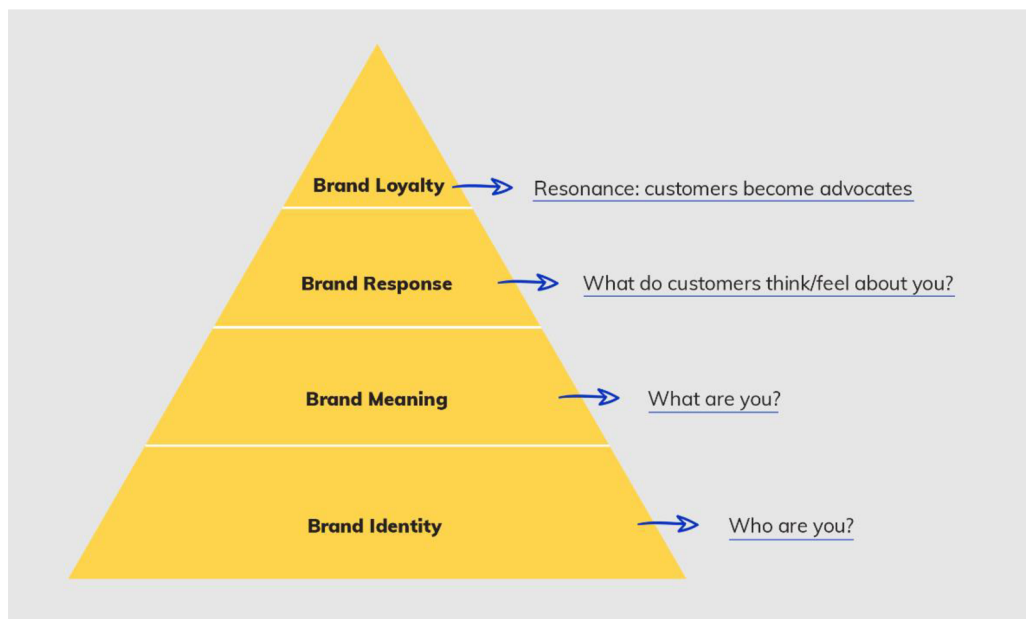 Brand Loyalty
Resonance: customers become advocates
Brand Response
What do customers think/feel about you?
Brand Meaning
What are you?
Brand Identity
Who are you?